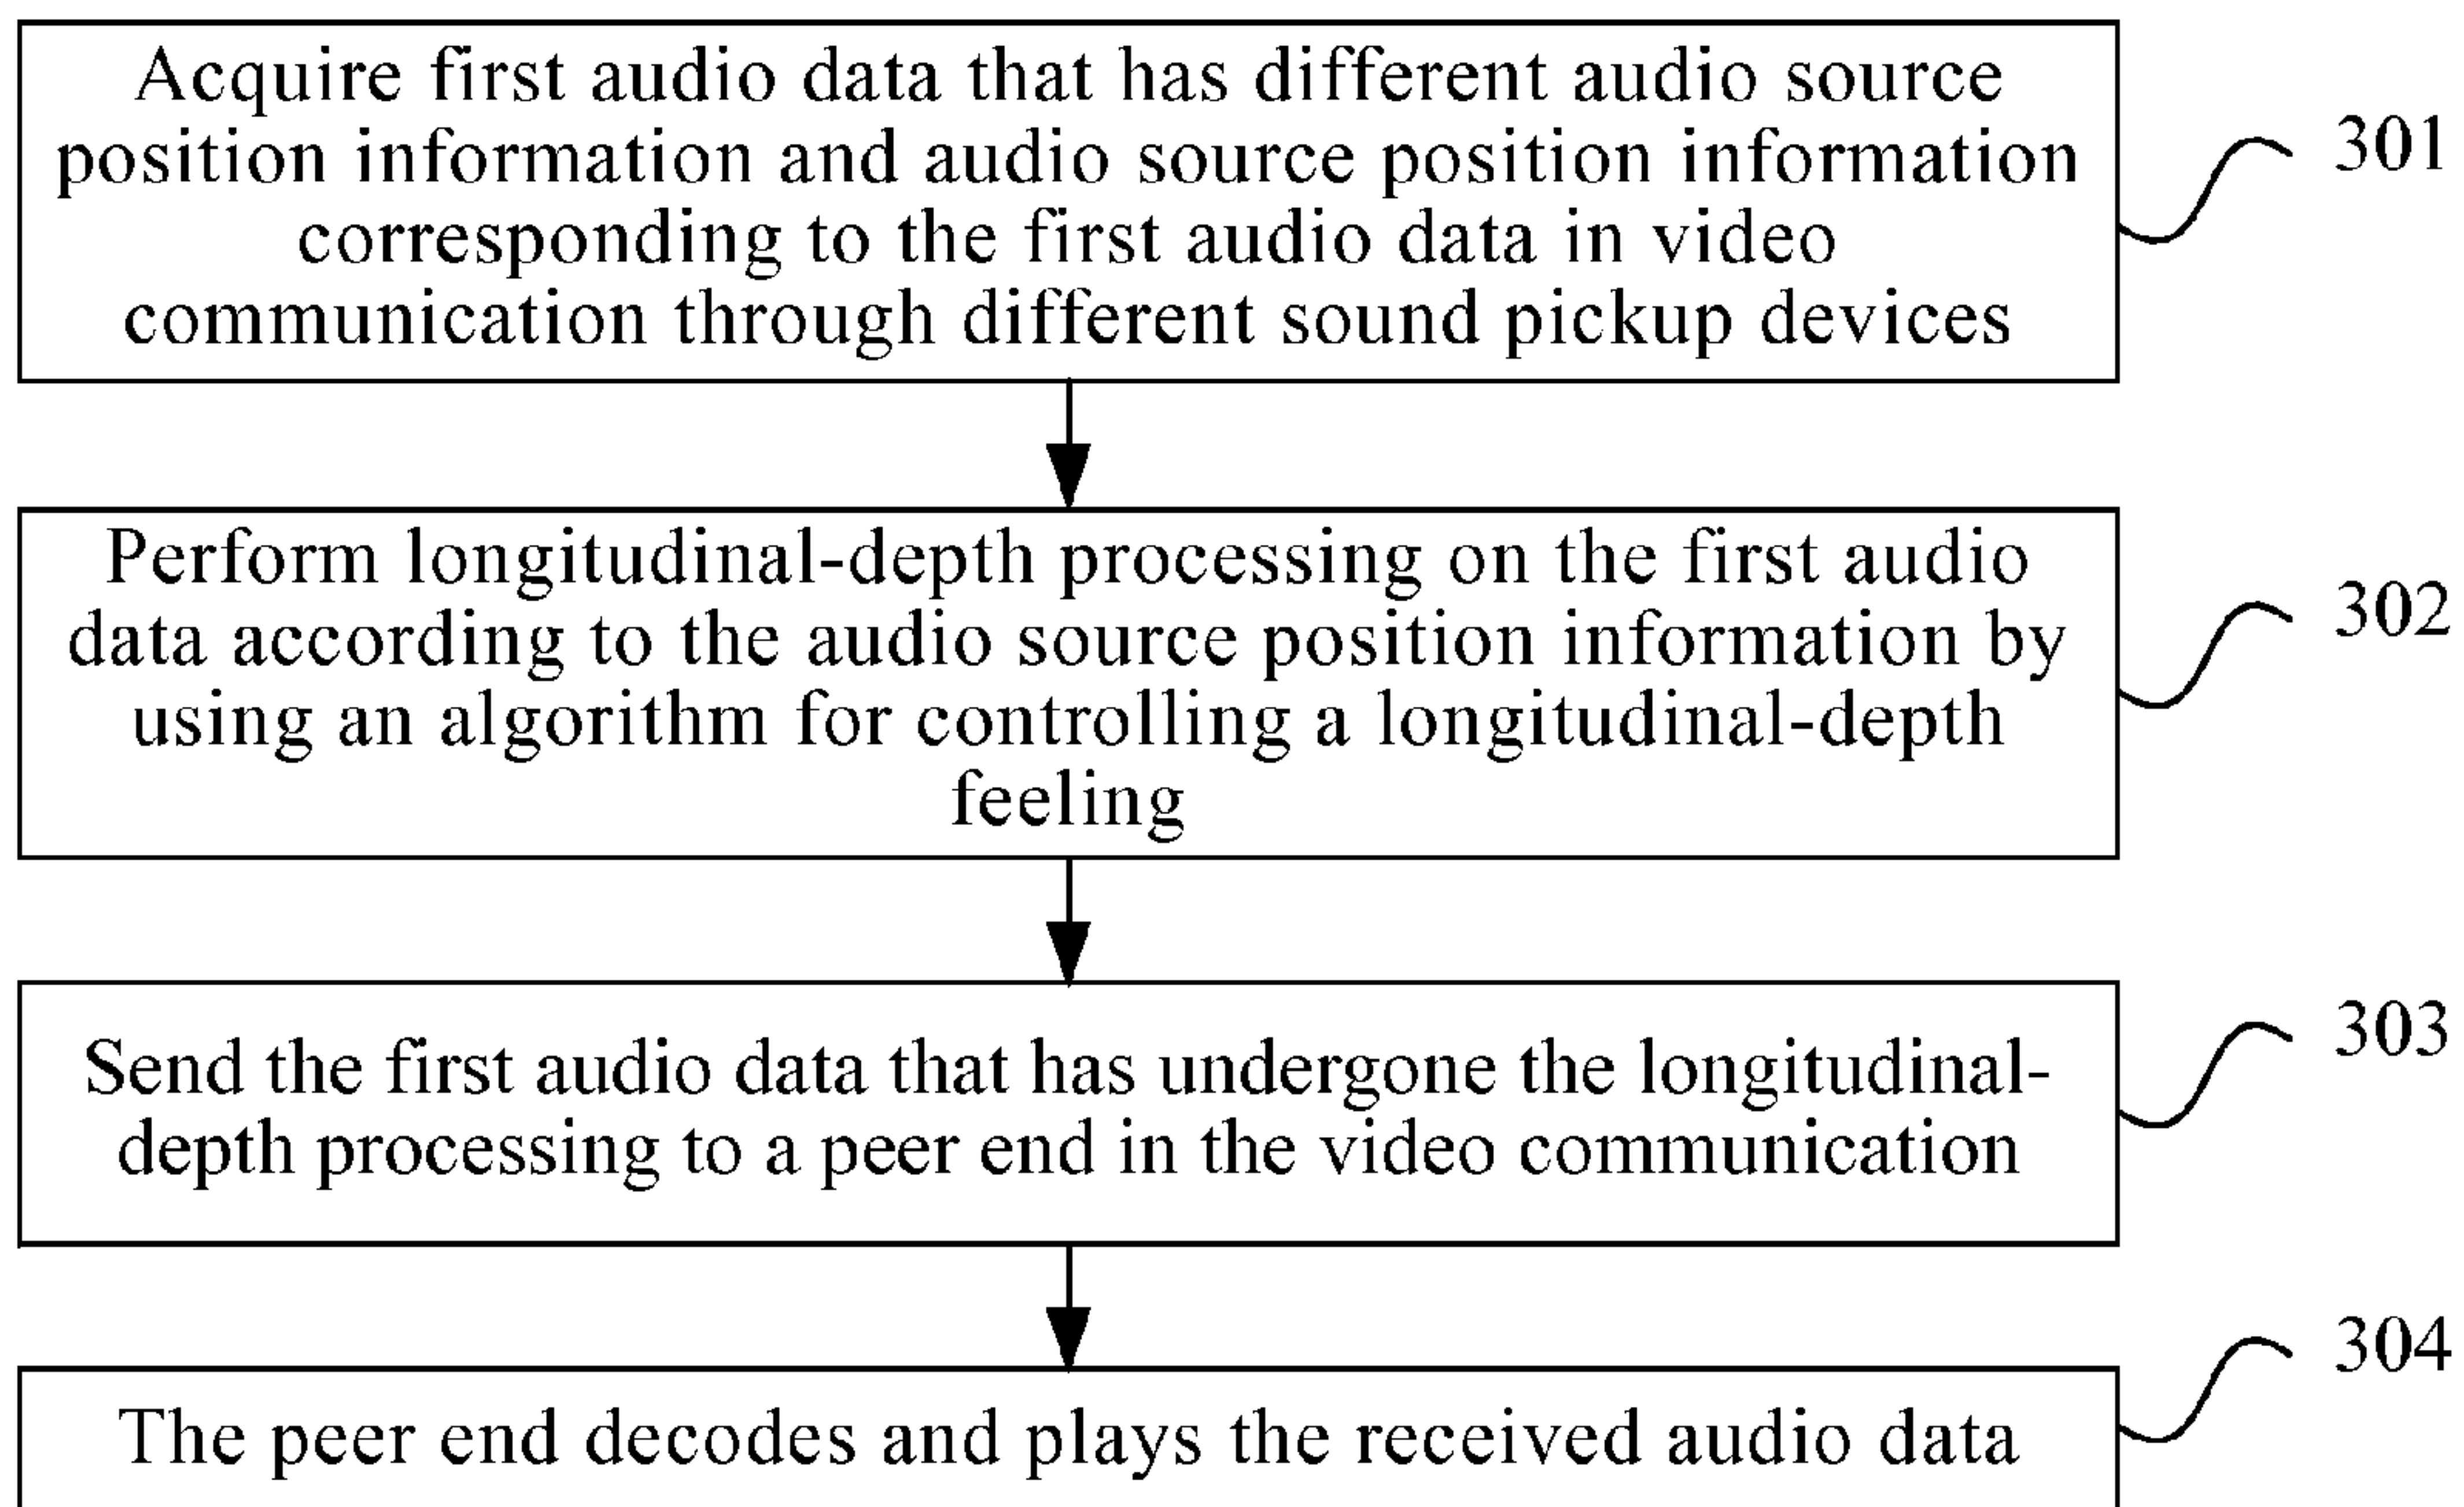 Acquire first audio data that has different audio source
position information and audio source position information
corresponding to the first audio data in video
communication through different sound pickup devices
301
Perform longitudinal-depth processing on the first audio
data according to the audio source position information by
using an algorithm for controlling a longitudinal-depth
feeling
302
Send the first audio data that has undergone the longitudinal-
depth processing to a peer end in the video communication
303
The peer end decodes and plays the received audio data
304